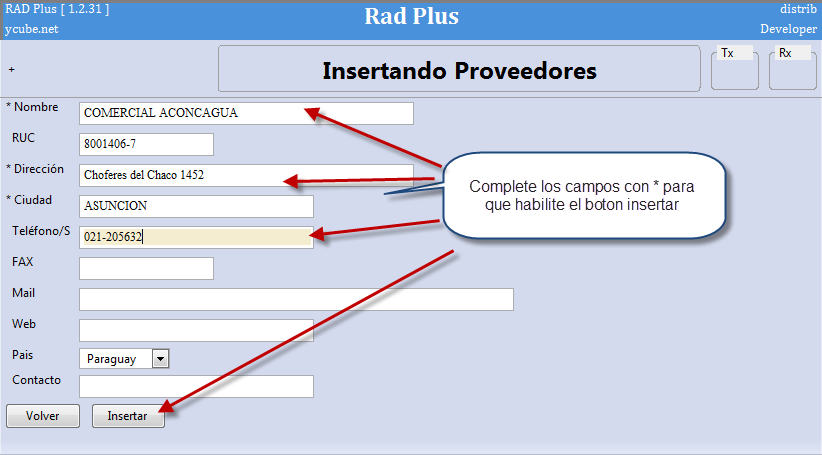 RAD Plus [ 1.2.31 ]
Rad Plus
distrib
ycube.net
Developer
+
Insertando Proveedores
Tx
Rx
* Nombre
COMERCIAL ACONCAGUA
RUC
8001406-7
* Dirección
Choferes del Chaco 1452
* Ciudad
ASUNCION
Teléfono/S
021-205632
FAX
Mail
Web
Pais
Paraguay
Contacto
Volver
Insertar
Complete los campos con * para
que habilite el boton insertar